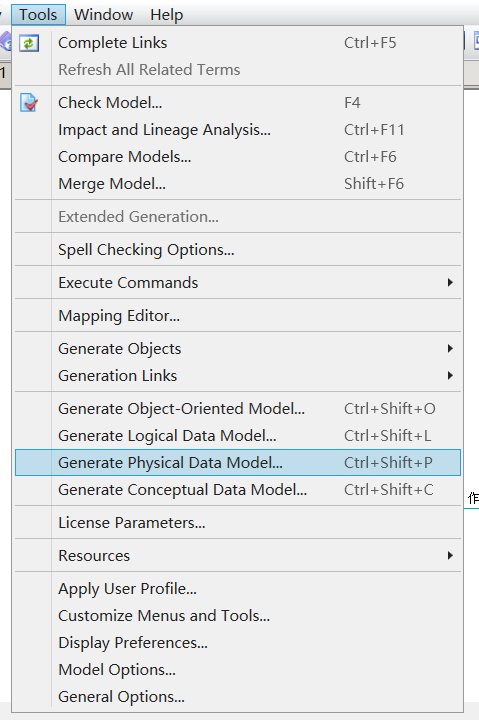 Tools Window Help
Complete Links Ctrl+F5
Refresh All Related Terms
1
Check Model... F4
Impact and Lineage Analysis... Ctrl+F11
Compare Models... Ctrl+F6
Merge Model... Shift+F6
Extended Generation...
Spell Checking Options...
Execute Commands
Mapping Editor...
Generate Objects
Generation Links
Generate Object-Oriented Model... Ctrl+Shift+O
Generate Logical Data Model... Ctrl+Shift+L
Generate Physical Data Model... Ctrl+Shift+P
Generate Conceptual Data Model... Ctrl+Shift+C
作
License Parameters...
Resources
Apply User Profile...
Customize Menus and Tools...
Display Preferences...
Model Options...
General Options...